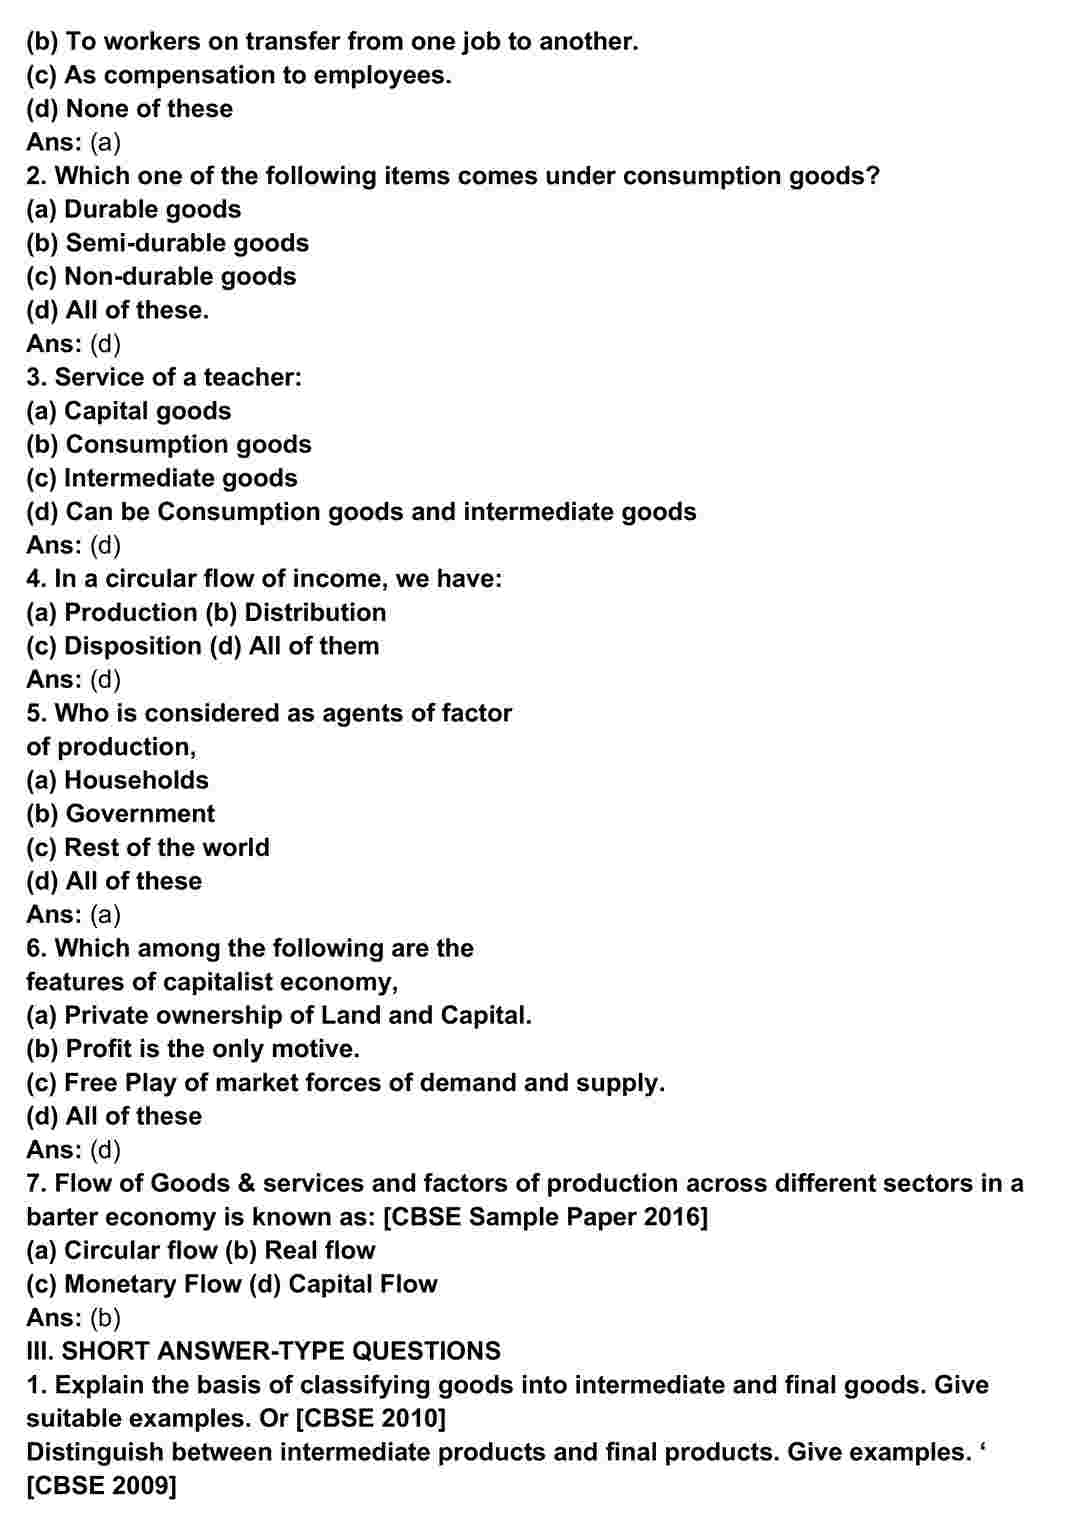 (b) To workers on transfer from one job to another.
(c) As compensation to employees.
(d) None of these
Ans: (a)
2. Which one of the following items comes under consumption goods?
(a) Durable goods
(b) Semi-durable goods
(c) Non-durable goods
(d) All of these.
Ans: (d)
3. Service of a teacher:
(a) Capital goods
(b) Consumption goods
(c) Intermediate goods
(d) Can be Consumption goods and intermediate goods
Ans: (d)
4. In a circular flow of income, we have:
(a) Production (b) Distribution
(c) Disposition (d) All of them
Ans: (d)
5. Who is considered as agents of factor
of production,
(a) Households
(b) Government
(c) Rest of the world
(d) All of these
Ans: (a)
6. Which among the following are the
features of capitalist economy,
(a) Private ownership of Land and Capital.
(b) Profit is the only motive.
(c) Free Play of market forces of demand and supply.
(d) All of these
Ans: (d)
7. Flow of Goods & services and factors of production across different sectors in a
barter economy is known as: [CBSE Sample Paper 2016]
(a) Circular flow (b) Real flow
(c) Monetary Flow (d) Capital Flow
Ans: (b)
III. SHORT ANSWER-TYPE QUESTIONS
1. Explain the basis of classifying goods into intermediate and final goods. Give
suitable examples. Or [CBSE 2010]
Distinguish between intermediate products and final products. Give examples. ‘
[CBSE 2009]